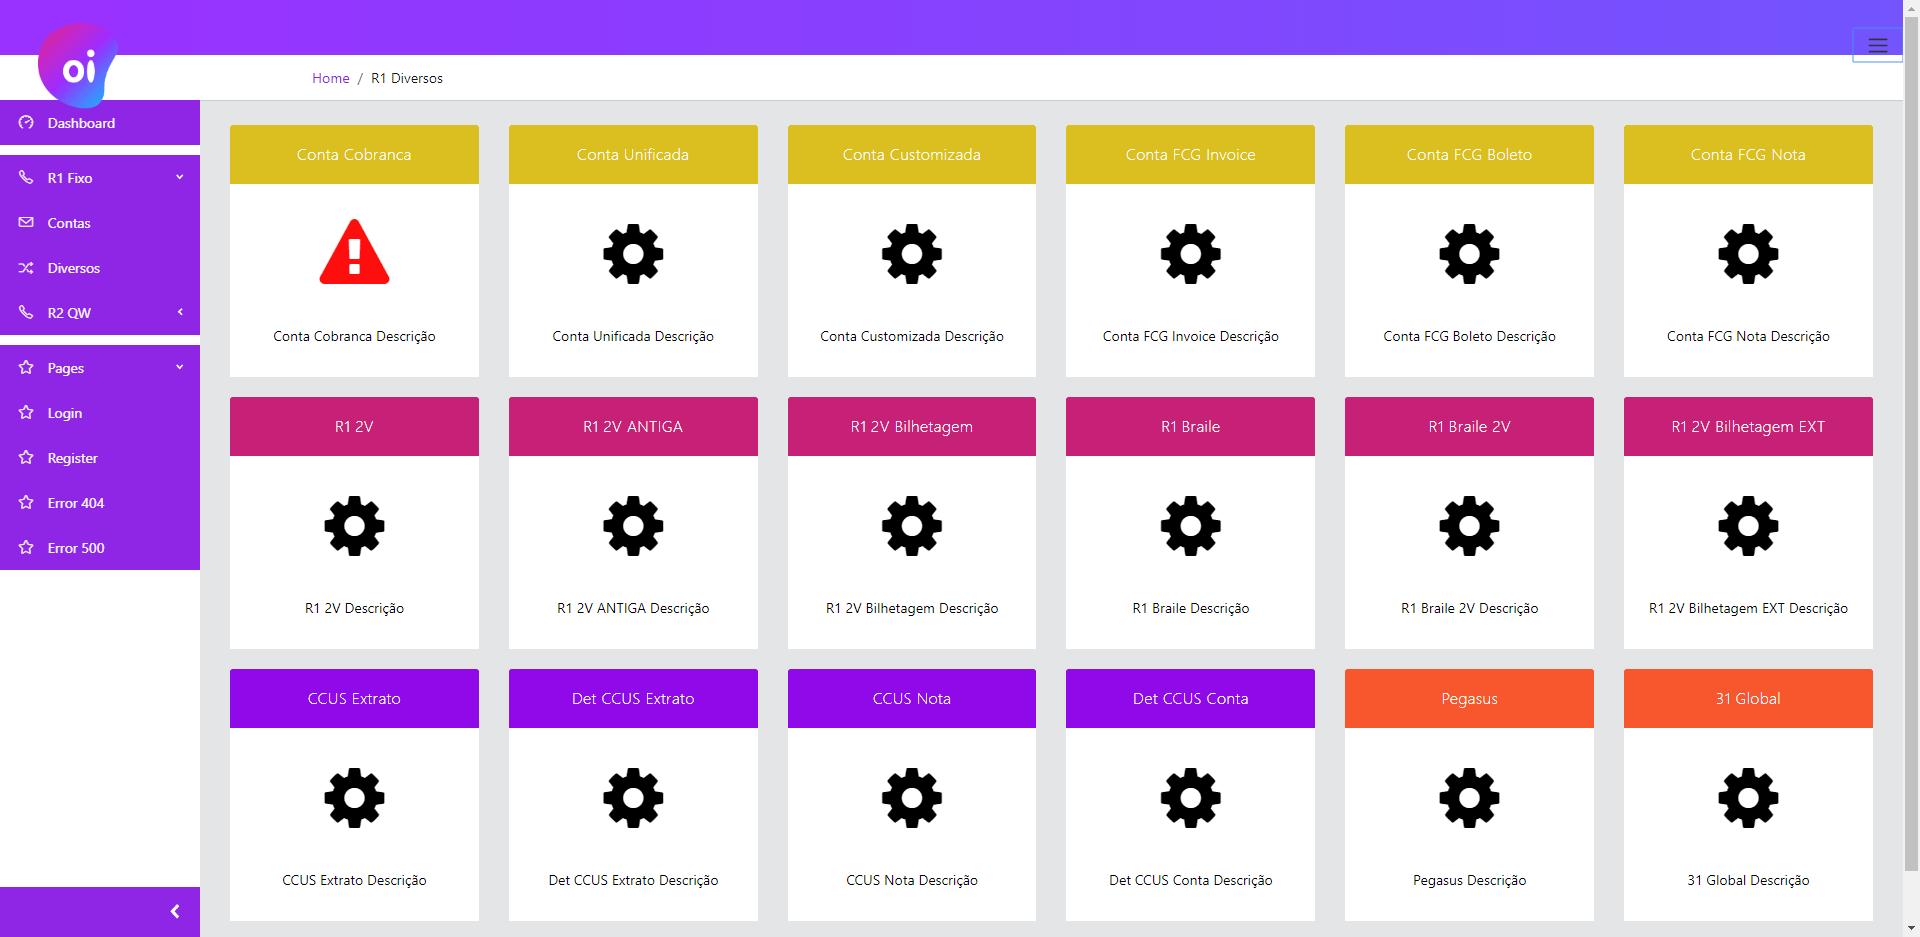 oi
Home / R1 Diversos
Dashboard
R1 Fixo
Contas
Diversos
R2 QW
Pages
Login
Register
Error 404
Error 500
Conta Cobranca
Conta Unificada
Conta Customizada
Conta FCG Invoice
Conta FCG Boleto
Conta FCG Nota
Conta Cobranca Descrição
Conta Unificada Descrição
Conta Customizada Descrição
Conta FCG Invoice Descrição
Conta FCG Boleto Descrição
Conta FCG Nota Descrição
R1 2V
R1 2V ANTIGA
R1 2V Bilhetagem
R1 Braile
R1 Braile 2V
R1 2V Bilhetagem EXT
R1 2V Descrição
R1 2V ANTIGA Descrição
R1 2V Bilhetagem Descrição
R1 Braile Descrição
R1 Braile 2V Descrição
R1 2V Bilhetagem EXT Descrição
CCUS Extrato
Det CCUS Extrato
CCUS Nota
Det CCUS Conta
Pegasus
31 Global
CCUS Extrato Descrição
Det CCUS Extrato Descrição
CCUS Nota Descrição
Det CCUS Conta Descrição
Pegasus Descrição
31 Global Descrição